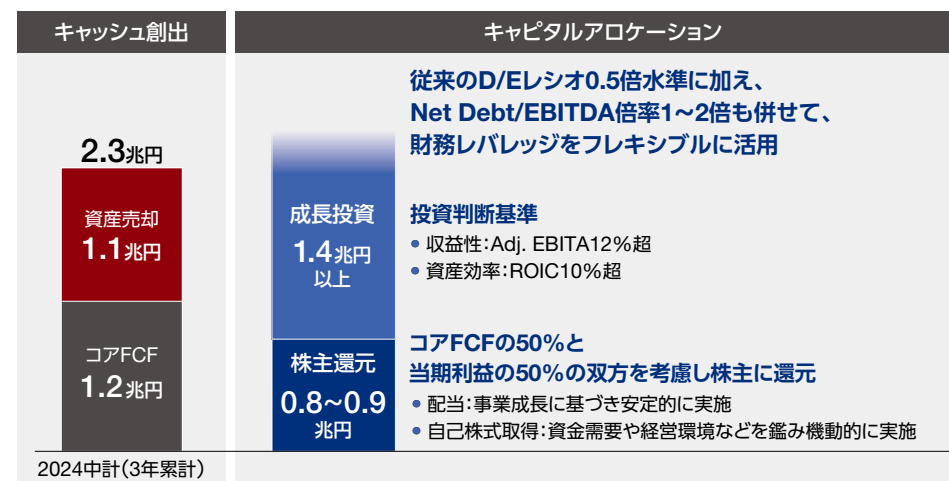 キャッシュ創出
キャピタルアロケーション
2.3兆円
資産売却
1.1兆円
コアFCF
1.2兆円
2024中計(3年累計)
成長投資
1.4兆円
以上
株主還元
0.8~0.9
兆円
従来のD/Eレシオ0.5倍水準に加え、
Net Debt/EBITDA倍率1~2倍も併せて、
財務レバレッジをフレキシブルに活用
投資判断基準
• 収益性:Adj. EBITA12%超
• 資産効率:ROIC10%超
コアFCFの50%と
当期利益の50%の双方を考慮し株主に還元
• 配当:事業成長に基づき安定的に実施
• 自己株式取得:資金需要や経営環境などを鑑み機動的に実施